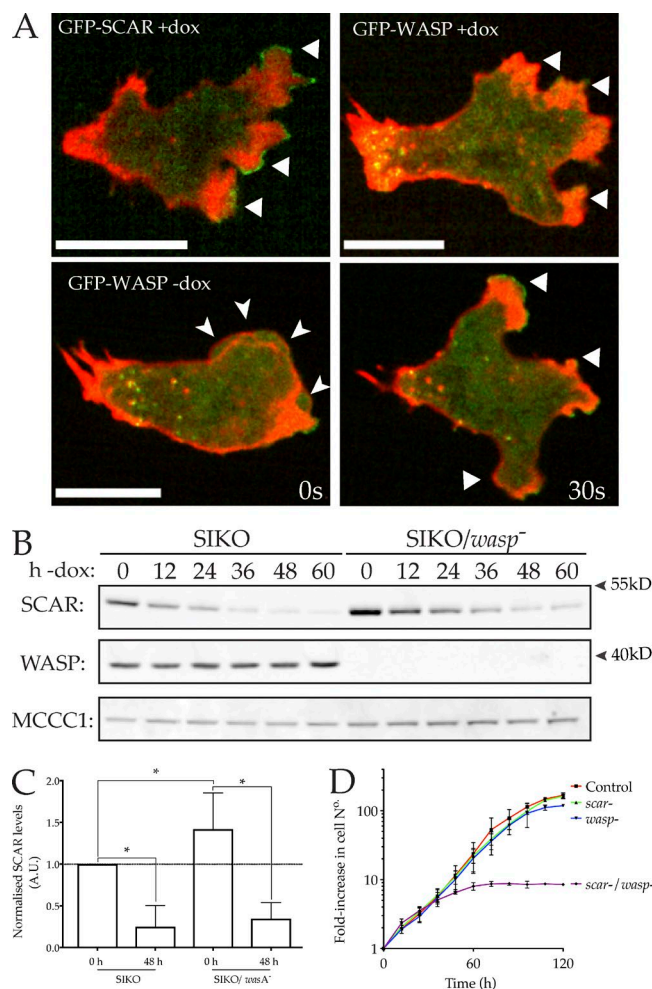 A
GFP-SCAR +dox
GFP-WASP +dox
GFP-WASP -dox
0s
30s
B
SIKO
SIKO/wasp-
h -dox: 0 12 24 36 48 60 0 12 24 36 48 60
SCAR:
55kD
WASP:
40kD
MCCC1:
C
Normalised SCAR levels
(A.U.)
2.0
1.5
1.0
0.5
0.0
*
*
*
0 h
48 h
0 h
48 h
SIKO
SIKO/ wasA-
D
Fold-increase in cell Nº.
100
10
1
0
60
120
Time (h)
Control
scar-
wasp-
scar-/wasp-